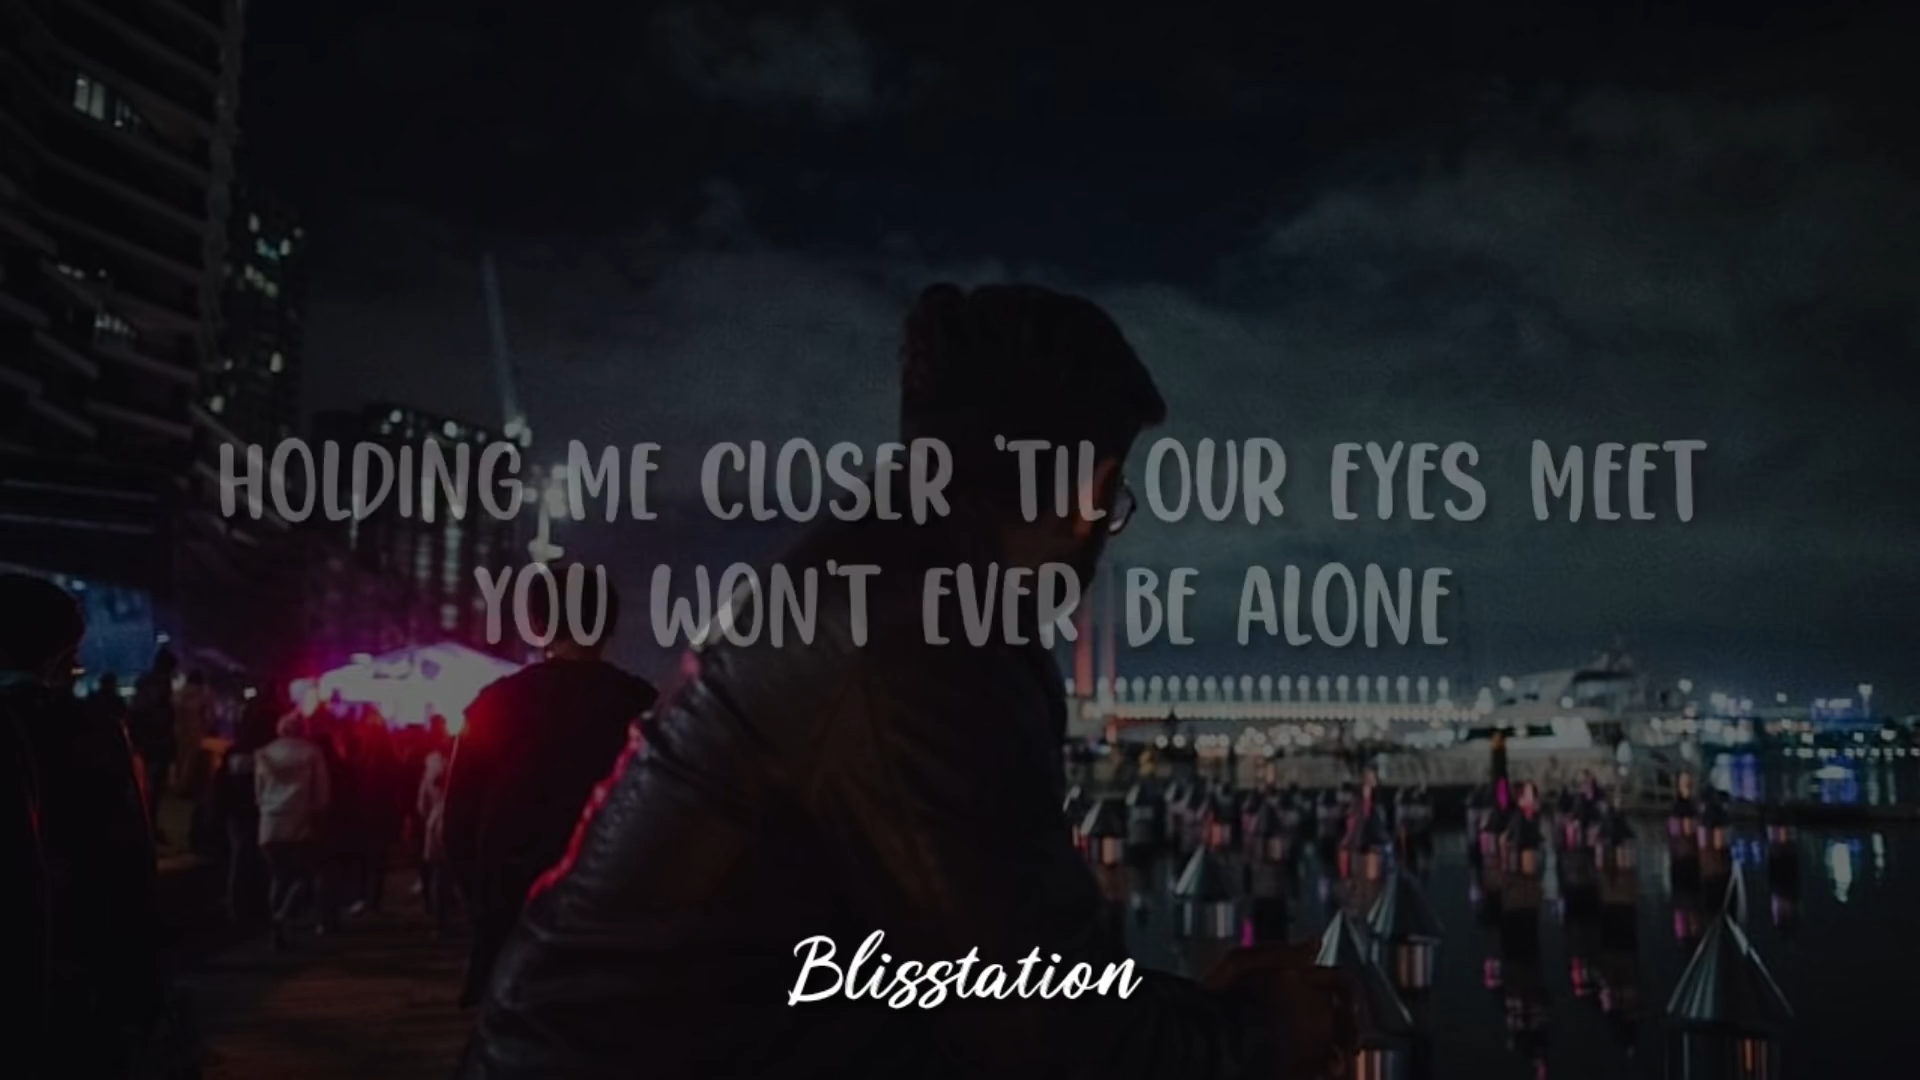 HOLDING ME CLOSER 'TIL OUR EYES MEET
YOU WON'T EVER BE ALONE
Blisstation